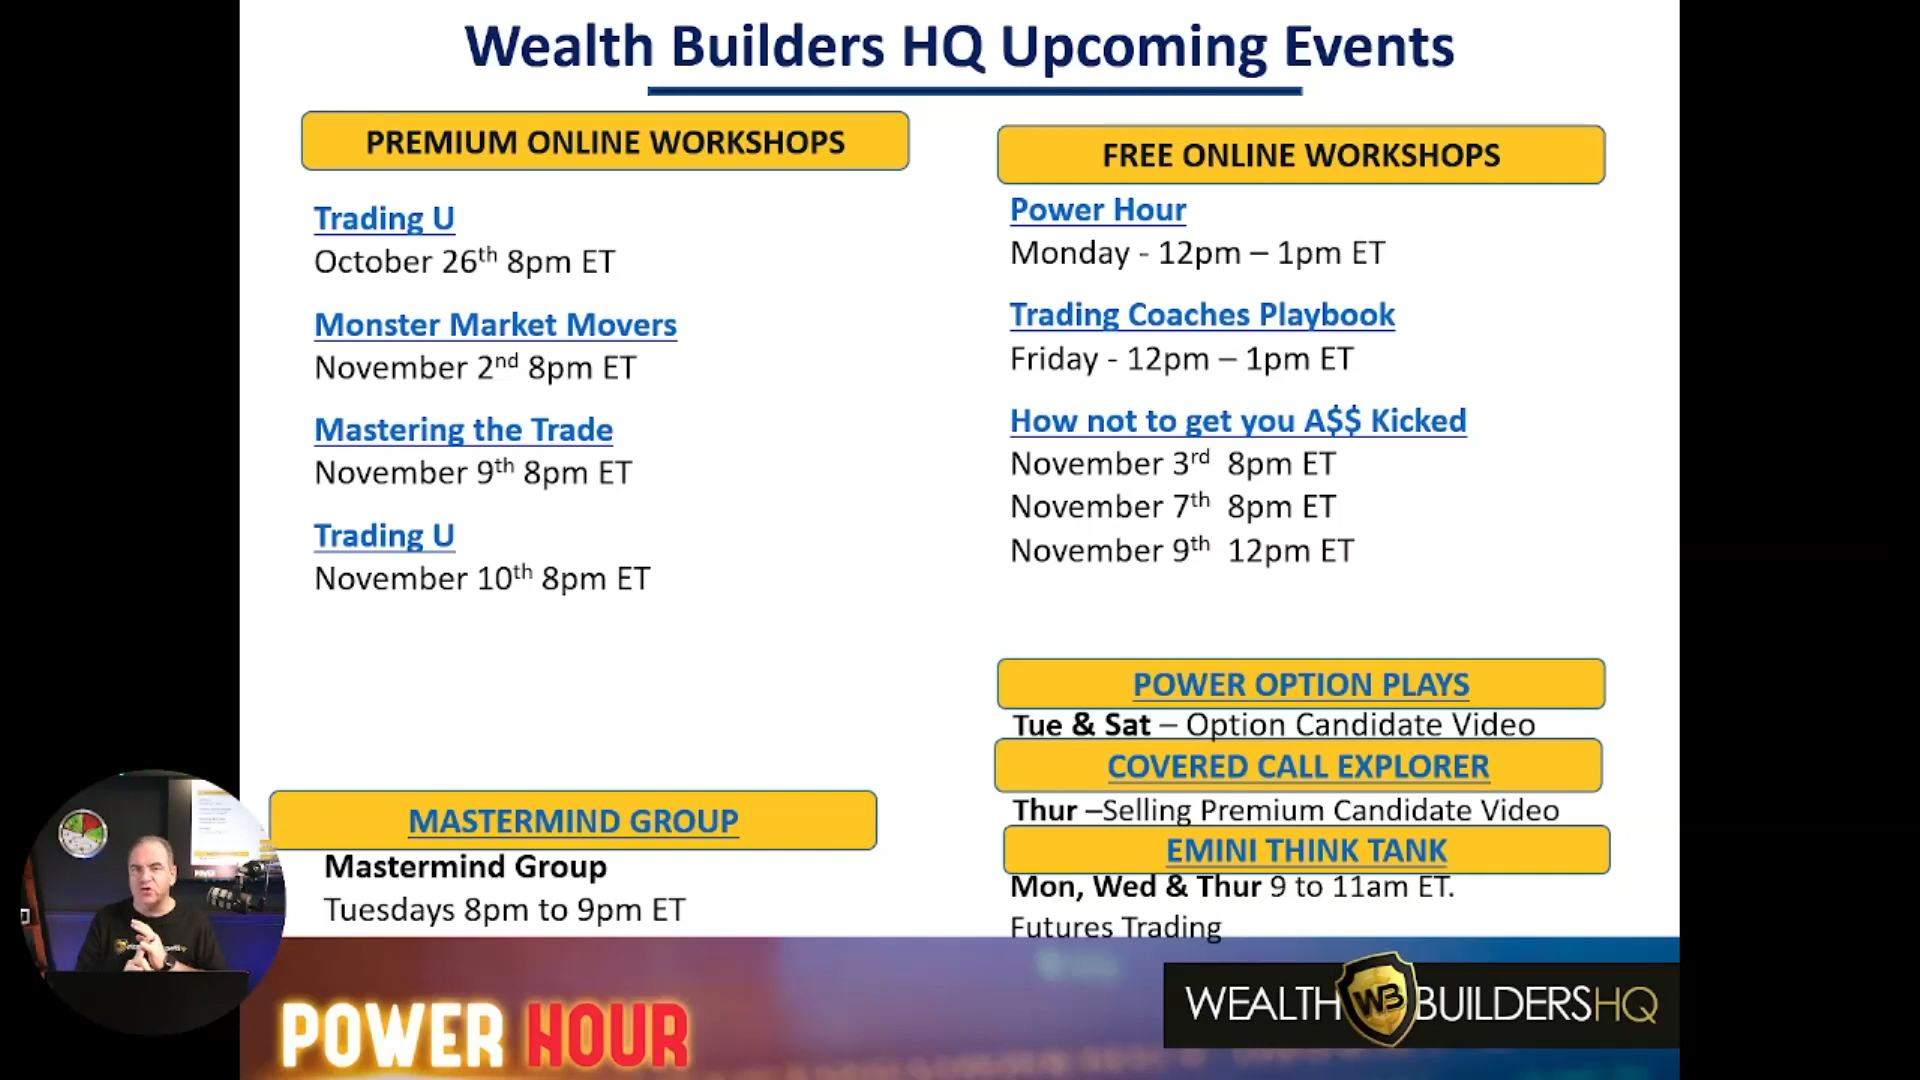 Wealth Builders HQ Upcoming Events
PREMIUM ONLINE WORKSHOPS
Trading U
October 26th 8pm ET
Monster Market Movers
November 2nd 8pm ET
Mastering the Trade
November 9th 8pm ET
Trading U
November 10th 8pm ET
MASTERMIND GROUP
Mastermind Group
Tuesdays 8pm to 9pm ET
FREE ONLINE WORKSHOPS
Power Hour
Monday - 12pm – 1pm ET
Trading Coaches Playbook
Friday - 12pm – 1pm ET
How not to get you A$$ Kicked
November 3rd 8pm ET
November 7th 8pm ET
November 9th 12pm ET
POWER OPTION PLAYS
Tue & Sat – Option Candidate Video
COVERED CALL EXPLORER
Thur –Selling Premium Candidate Video
EMINI THINK TANK
Mon, Wed & Thur 9 to 11am ET.
Futures Trading
POWER HOUR
WEALTH WB BUILDERSHQ